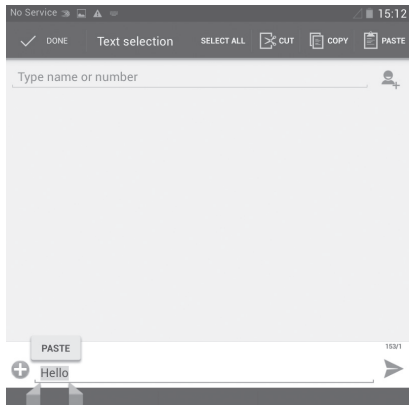 No Service 15:12
DONE Text selection SELECT ALL CUT COPY PASTE
Type name or number
PASTE 153/1
Hello